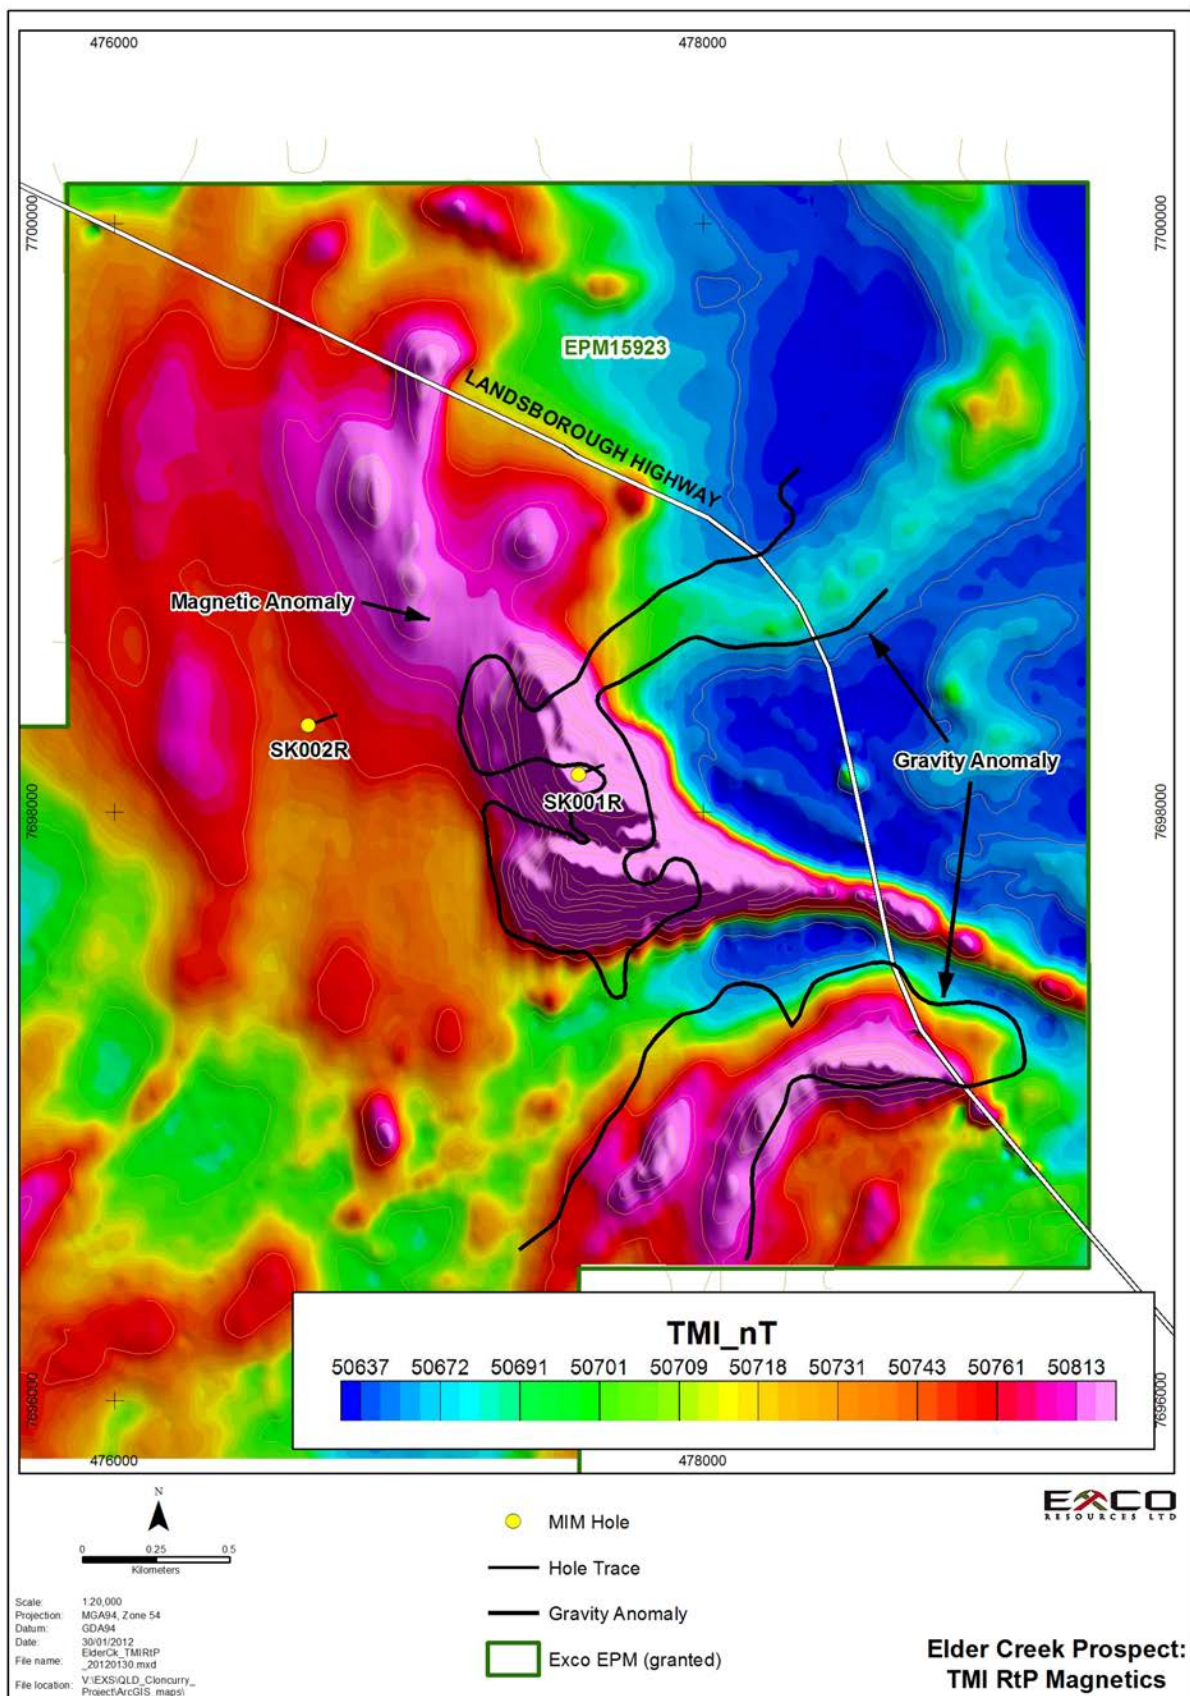 476000
478000
7700000
7700000
EPM15923
LANDSBOROUGH HIGHWAY
Magnetic Anomaly
SK002R
Gravity Anomaly
SK001R
7698000
7698000
TMI_nT
50637 50672 50691 50701 50709 50718 50731 50743 50761 50813
7696000
7696000
476000
478000
N
0 0.25 0.5
Kilometers
EXCO
RESOURCES LTD
MIM Hole
Hole Trace
Gravity Anomaly
Exco EPM (granted)
Scale: 1:20,000
Projection: MGA94, Zone 54
Datum: GDA94
Date: 30/01/2012
File name: ElderCk_TMIRtP
_20120130.mxd
File location: V:\EXS\QLD_Cloncurry_
Project\ArcGIS_maps\
Elder Creek Prospect:
TMI RtP Magnetics